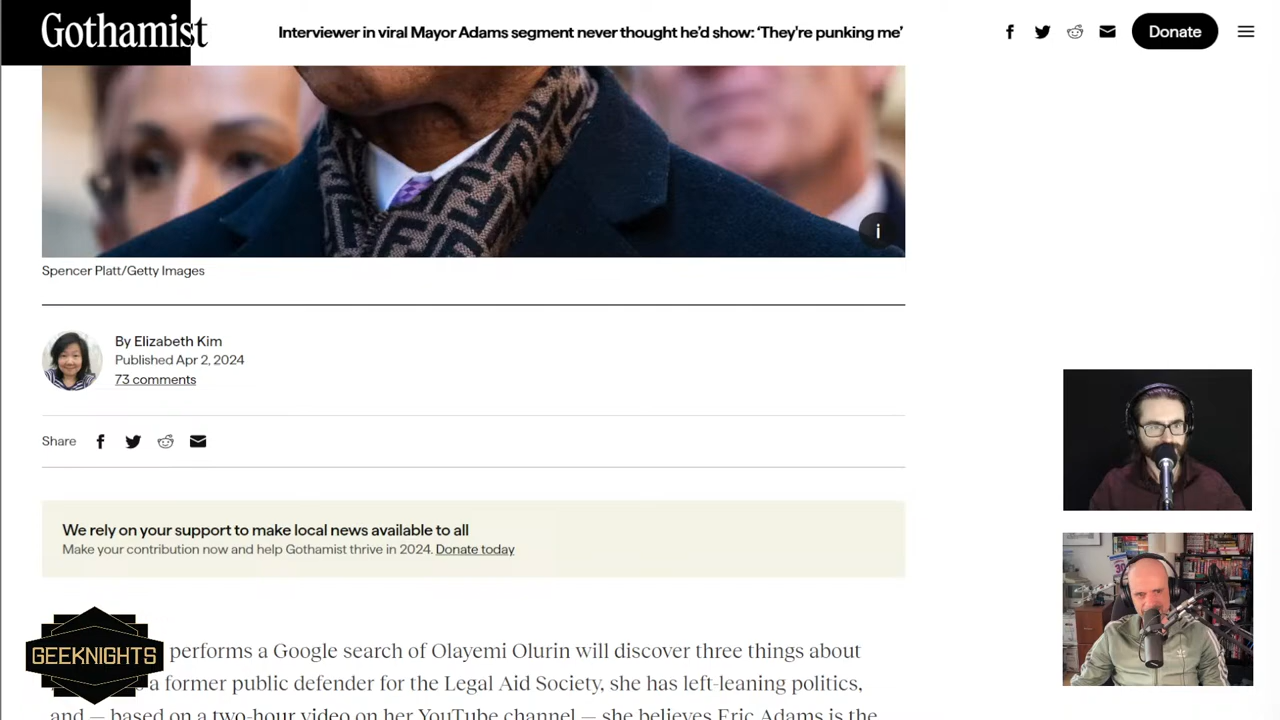 Gothamist
Interviewer in viral Mayor Adams segment never thought he'd show: ‘They're punking me’
Donate
i
Spencer Platt/Getty Images
By Elizabeth Kim
Published Apr 2, 2024
73 comments
Share
We rely on your support to make local news available to all
Make your contribution now and help Gothamist thrive in 2024. Donate today
GEEKNIGHTS
performs a Google search of Olayemi Olurin will discover three things about
a former public defender for the Legal Aid Society, she has left-leaning politics,
and — based on a two-hour video on her YouTube channel — she believes Eric Adams is the